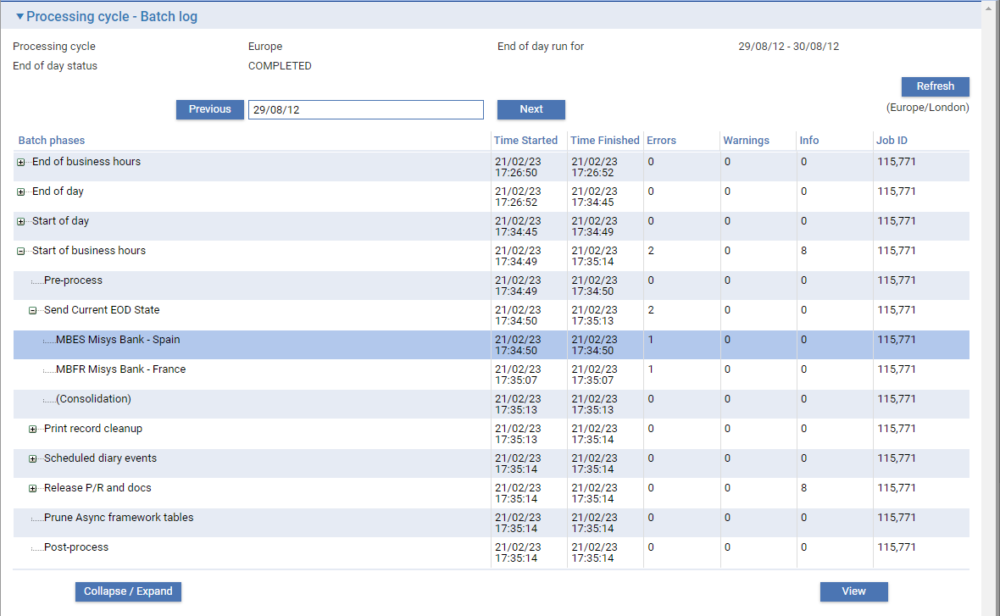 Processing cycle - Batch log
Processing cycle Europe End of day run for 29/08/12 - 30/08/12
End of day status COMPLETED
Refresh
Previous 29/08/12 Next (Europe/London)
Batch phases Time Started Time Finished Errors Warnings Info Job ID
End of business hours 21/02/23 21/02/23 0 0 0 115,771
17:26:50 17:26:52
End of day 21/02/23 21/02/23 0 0 0 115,771
17:26:52 17:34:45
Start of day 21/02/23 21/02/23 0 0 0 115,771
17:34:45 17:34:49
Start of business hours 21/02/23 21/02/23 2 0 8 115,771
17:34:49 17:35:14
Pre-process 21/02/23 21/02/23 0 0 0 115,771
17:34:49 17:34:50
Send Current EOD State 21/02/23 21/02/23 2 0 0 115,771
17:34:50 17:35:13
MBES Misys Bank - Spain 21/02/23 21/02/23 1 0 0 115,771
17:34:50 17:34:50
MBFR Misys Bank - France 21/02/23 21/02/23 1 0 0 115,771
17:35:07 17:35:07
(Consolidation) 21/02/23 21/02/23 0 0 0 115,771
17:35:13 17:35:13
Print record cleanup 21/02/23 21/02/23 0 0 0 115,771
17:35:13 17:35:14
Scheduled diary events 21/02/23 21/02/23 0 0 0 115,771
17:35:14 17:35:14
Release P/R and docs 21/02/23 21/02/23 0 0 8 115,771
17:35:14 17:35:14
Prune Async framework tables 21/02/23 21/02/23 0 0 0 115,771
17:35:14 17:35:14
Post-process 21/02/23 21/02/23 0 0 0 115,771
17:35:14 17:35:14
Collapse / Expand View